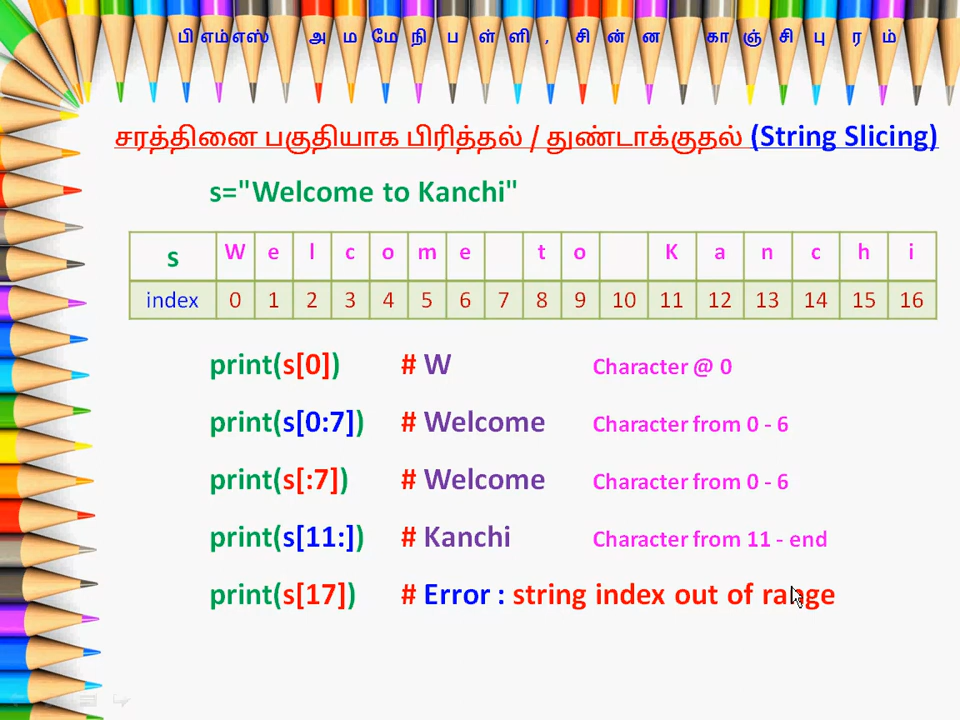 பிஎம்எஸ் அமமேநிபள்ளி, சின்ன காஞ்சிபுரம்
சரத்தினை பகுதியாக பிரித்தல் / துண்டாக்குதல் (String Slicing)
s="Welcome to Kanchi"
s W e l c o m e t o K a n c h i
index 0 1 2 3 4 5 6 7 8 9 10 11 12 13 14 15 16
print(s[0]) # W Character @ 0
print(s[0:7]) # Welcome Character from 0 - 6
print(s[:7]) # Welcome Character from 0 - 6
print(s[11:]) # Kanchi Character from 11 - end
print(s[17]) # Error : string index out of range